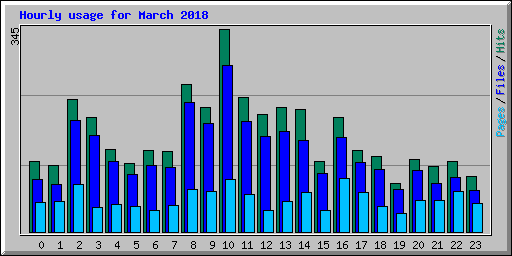 Hourly usage for March 2018
345
Pages / Files / Hits
0 1 2 3 4 5 6 7 8 9 10 11 12 13 14 15 16 17 18 19 20 21 22 23